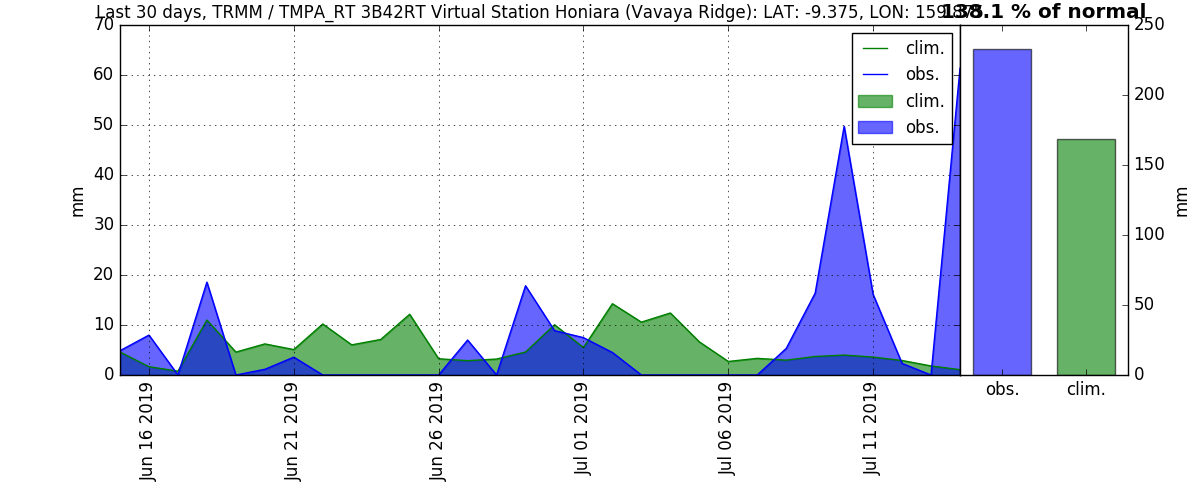 Last 30 days, TRMM / TMPA_RT 3B42RT Virtual Station Honiara (Vavaya Ridge): LAT: -9.375, LON:
138.1 % of normal
70
60
50
40
30
20
10
0
mm
clim.
obs.
clim.
obs.
250
200
150
100
50
0
mm
obs.
clim.
Jun 16 2019
Jun 21 2019
Jun 26 2019
Jul 01 2019
Jul 06 2019
Jul 11 2019